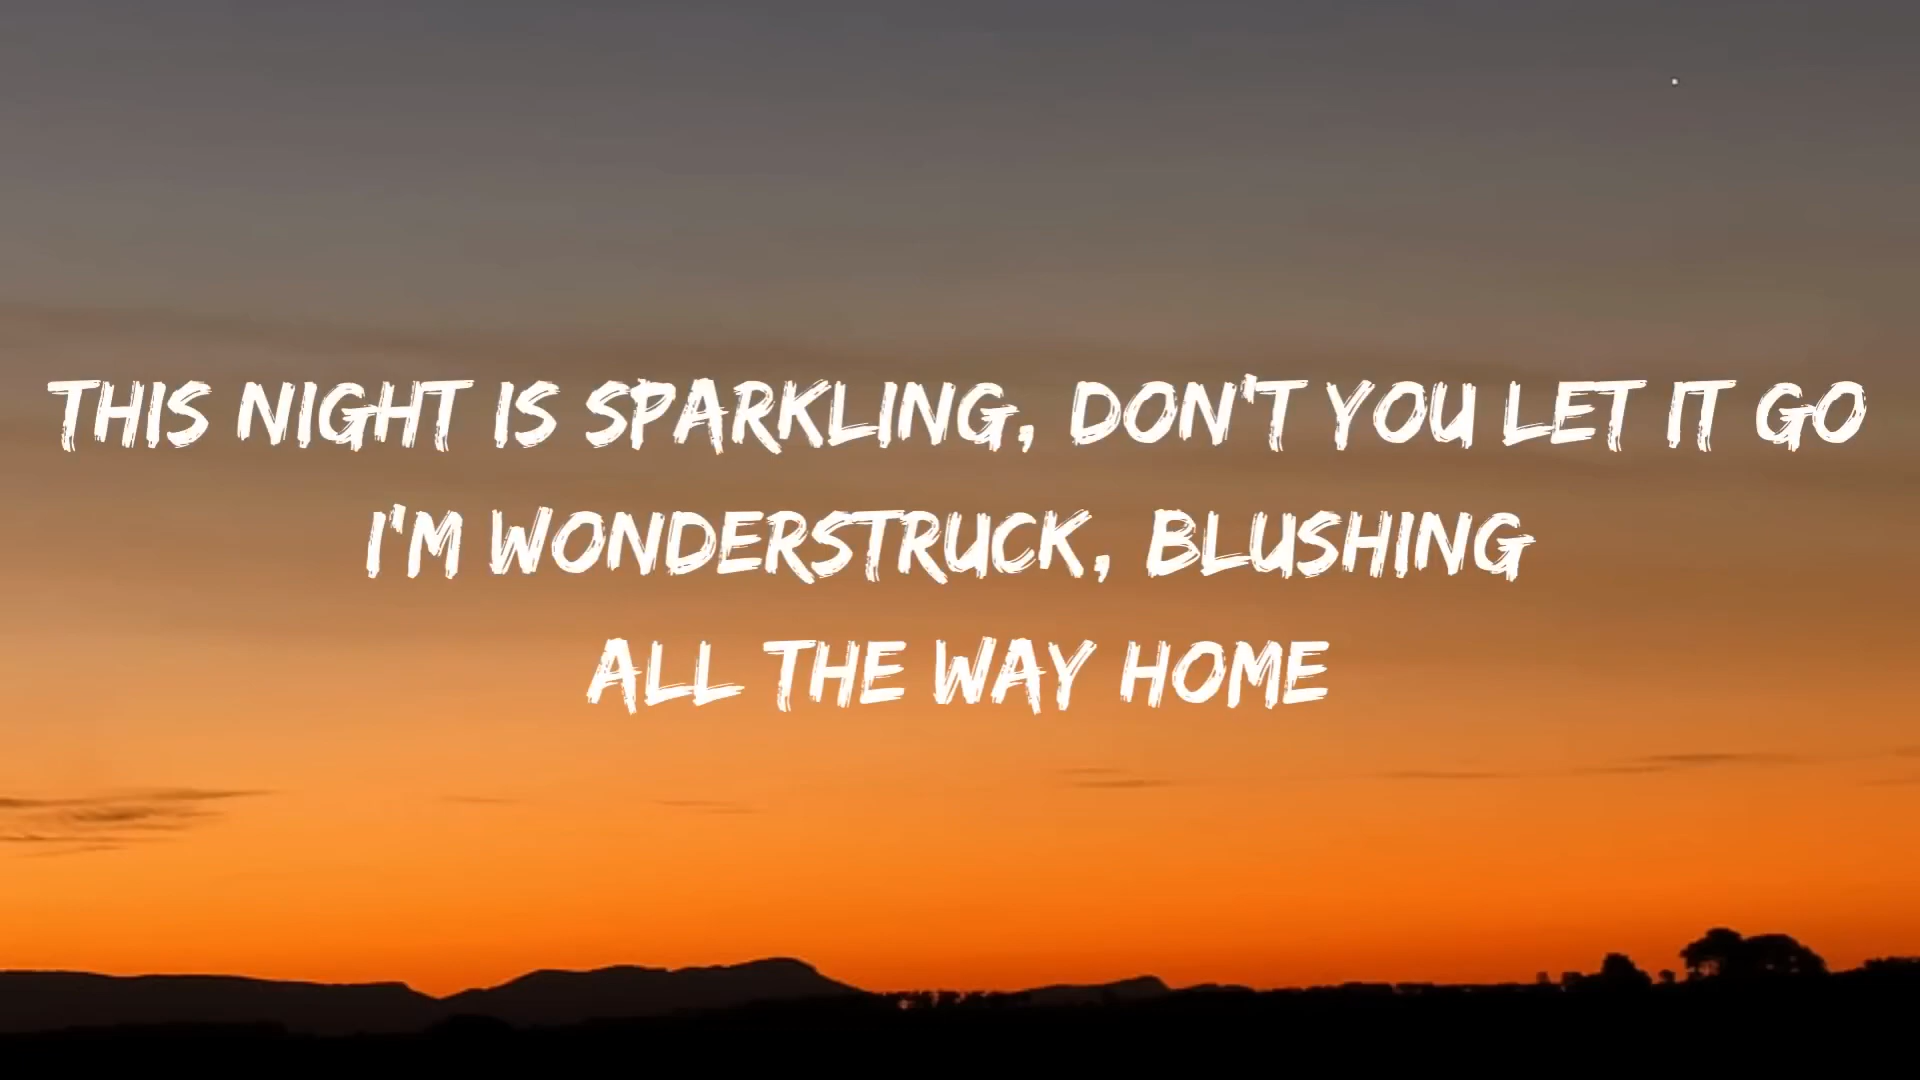 THIS NIGHT IS SPARKLING, DON'T YOU LET IT GO
I'M WONDERSTRUCK, BLUSHING
ALL THE WAY HOME